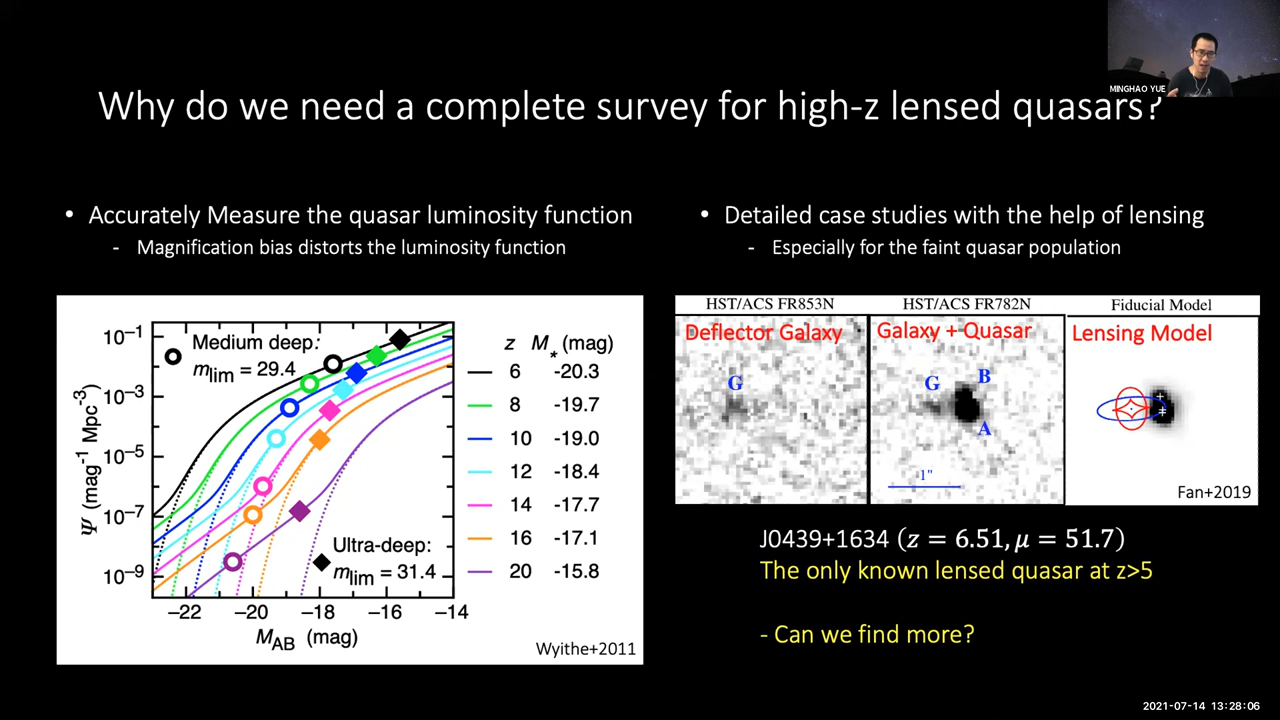 MINGHAO YUE
Why do we need a complete survey for high-z lensed quasars?
• Accurately Measure the quasar luminosity function
- Magnification bias distorts the luminosity function
10⁻¹
10⁻³
10⁻⁵
10⁻⁷
10⁻⁹
Ψ (mag⁻¹ Mpc⁻³)
Medium deep:
m_lim = 29.4
Ultra-deep:
m_lim = 31.4
−22 −20 −18 −16 −14
M_AB (mag)
z M_* (mag)
6 -20.3
8 -19.7
10 -19.0
12 -18.4
14 -17.7
16 -17.1
20 -15.8
Wyithe+2011
• Detailed case studies with the help of lensing
- Especially for the faint quasar population
HST/ACS FR853N HST/ACS FR782N Fiducial Model
Deflector Galaxy Galaxy + Quasar Lensing Model
G
G B
A
1"
Fan+2019
J0439+1634 (z = 6.51, μ = 51.7)
The only known lensed quasar at z>5
- Can we find more?
2021-07-14 13:28:06